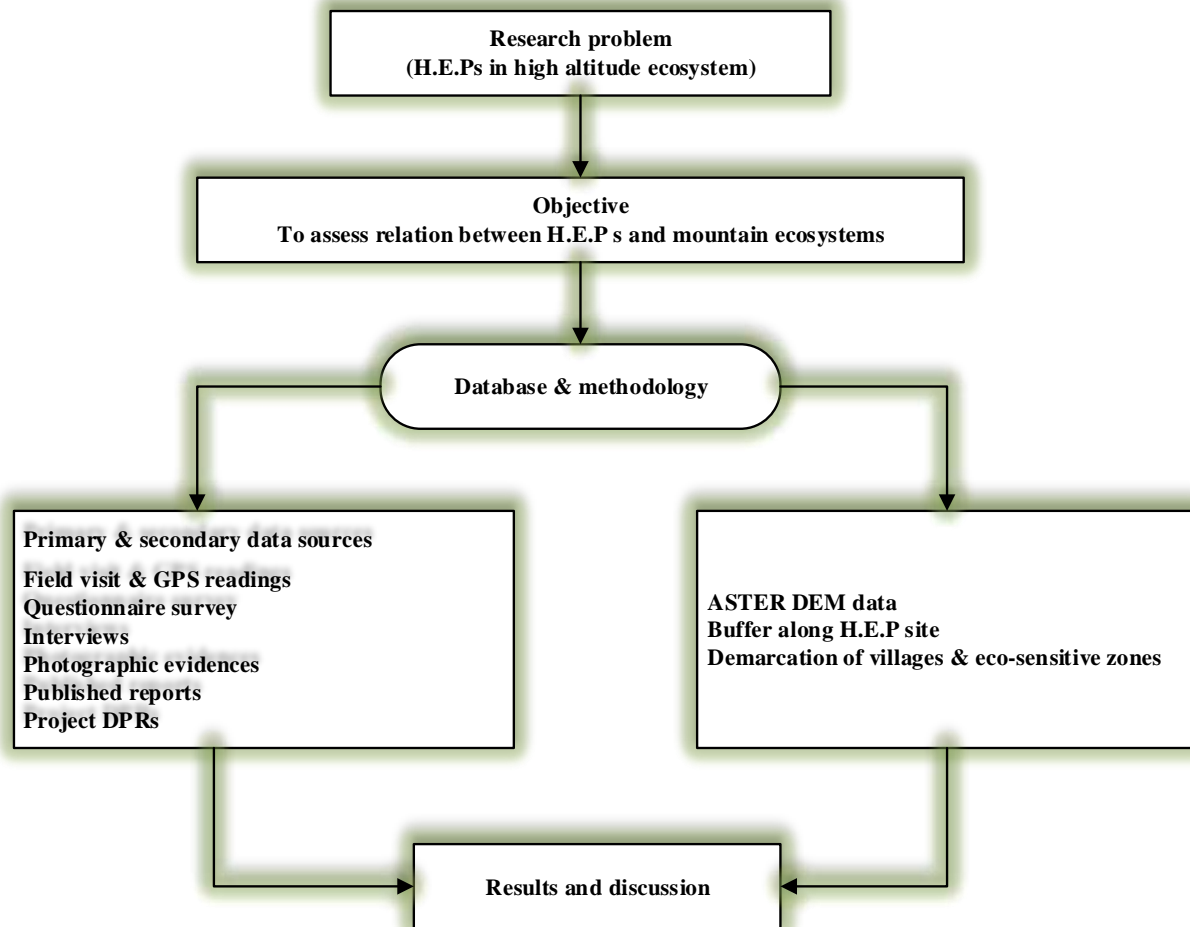 Research problem
(H.E.Ps in high altitude ecosystem)
Objective
To assess relation between H.E.P s and mountain ecosystems
Database & methodology
Primary & secondary data sources
Field visit & GPS readings
Questionnaire survey
Interviews
Photographic evidences
Published reports
Project DPRs
ASTER DEM data
Buffer along H.E.P site
Demarcation of villages & eco-sensitive zones
Results and discussion